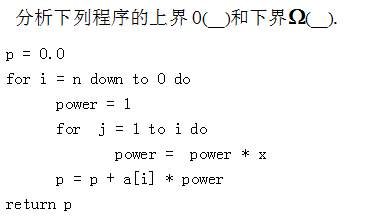 分析下列程序的上界 0(__)和下界Ω(__).
p = 0.0
for i = n down to 0 do
power = 1
for j = 1 to i do
power = power * x
p = p + a[i] * power
return p